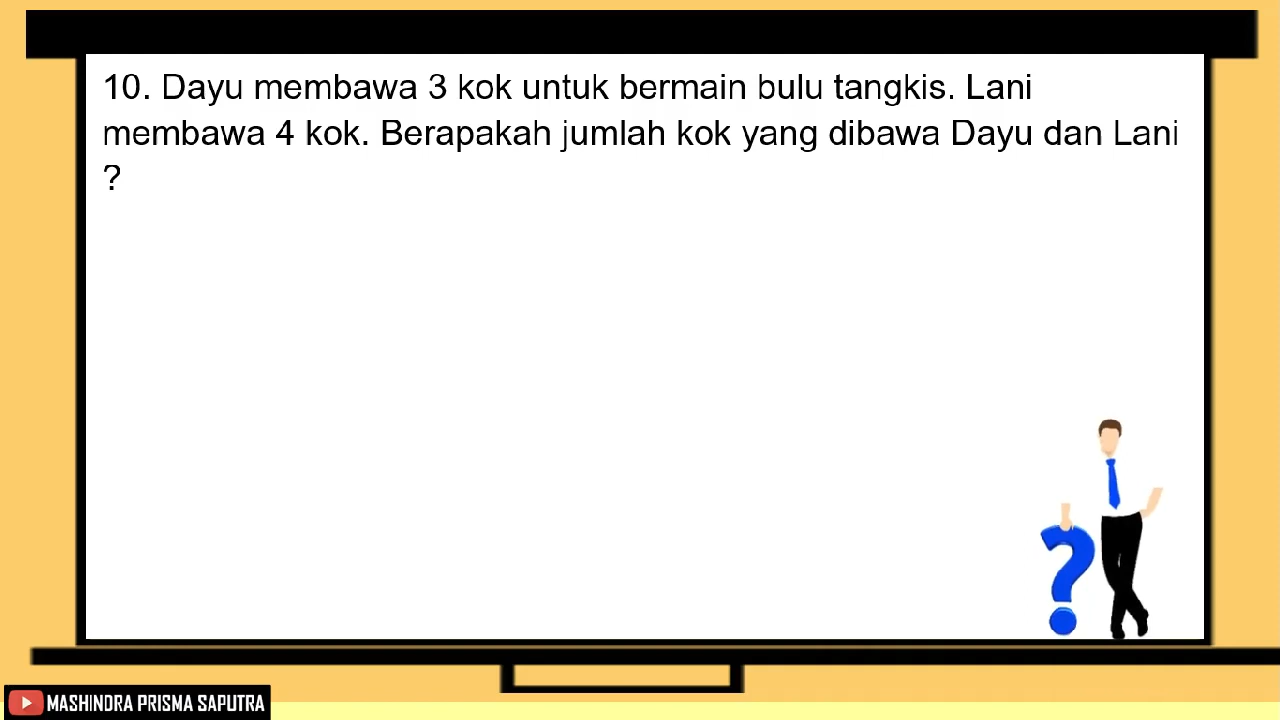 10. Dayu membawa 3 kok untuk bermain bulu tangkis. Lani
membawa 4 kok. Berapakah jumlah kok yang dibawa Dayu dan Lani
?
MASHINDRA PRISMA SAPUTRA